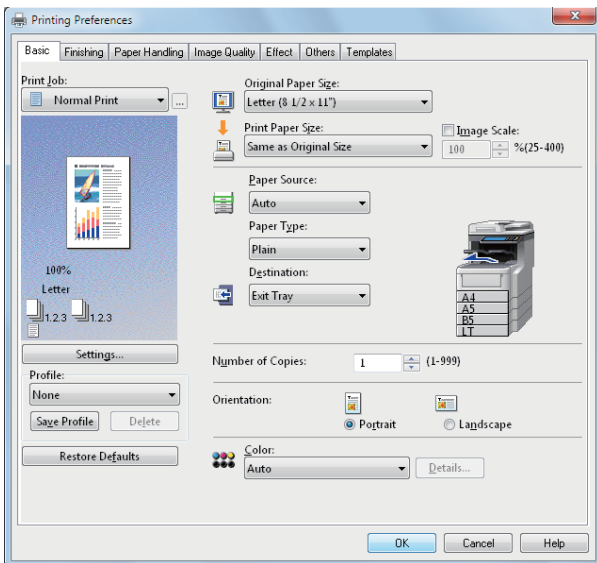 Printing Preferences
Basic
Finishing
Paper Handling
Image Quality
Effect
Others
Templates
Print Job:
Normal Print
...
100%
Letter
1.2.3
1.2.3
Settings...
Profile:
None
Save Profile
Delete
Restore Defaults
Original Paper Size:
Letter (8 1/2 x 11")
Print Paper Size:
Same as Original Size
Image Scale:
100
%(25-400)
Paper Source:
Auto
Paper Type:
Plain
Destination:
Exit Tray
A4
A5
B5
LT
Number of Copies:
1
(1-999)
Orientation:
Portrait
Landscape
Color:
Auto
Details...
OK
Cancel
Help